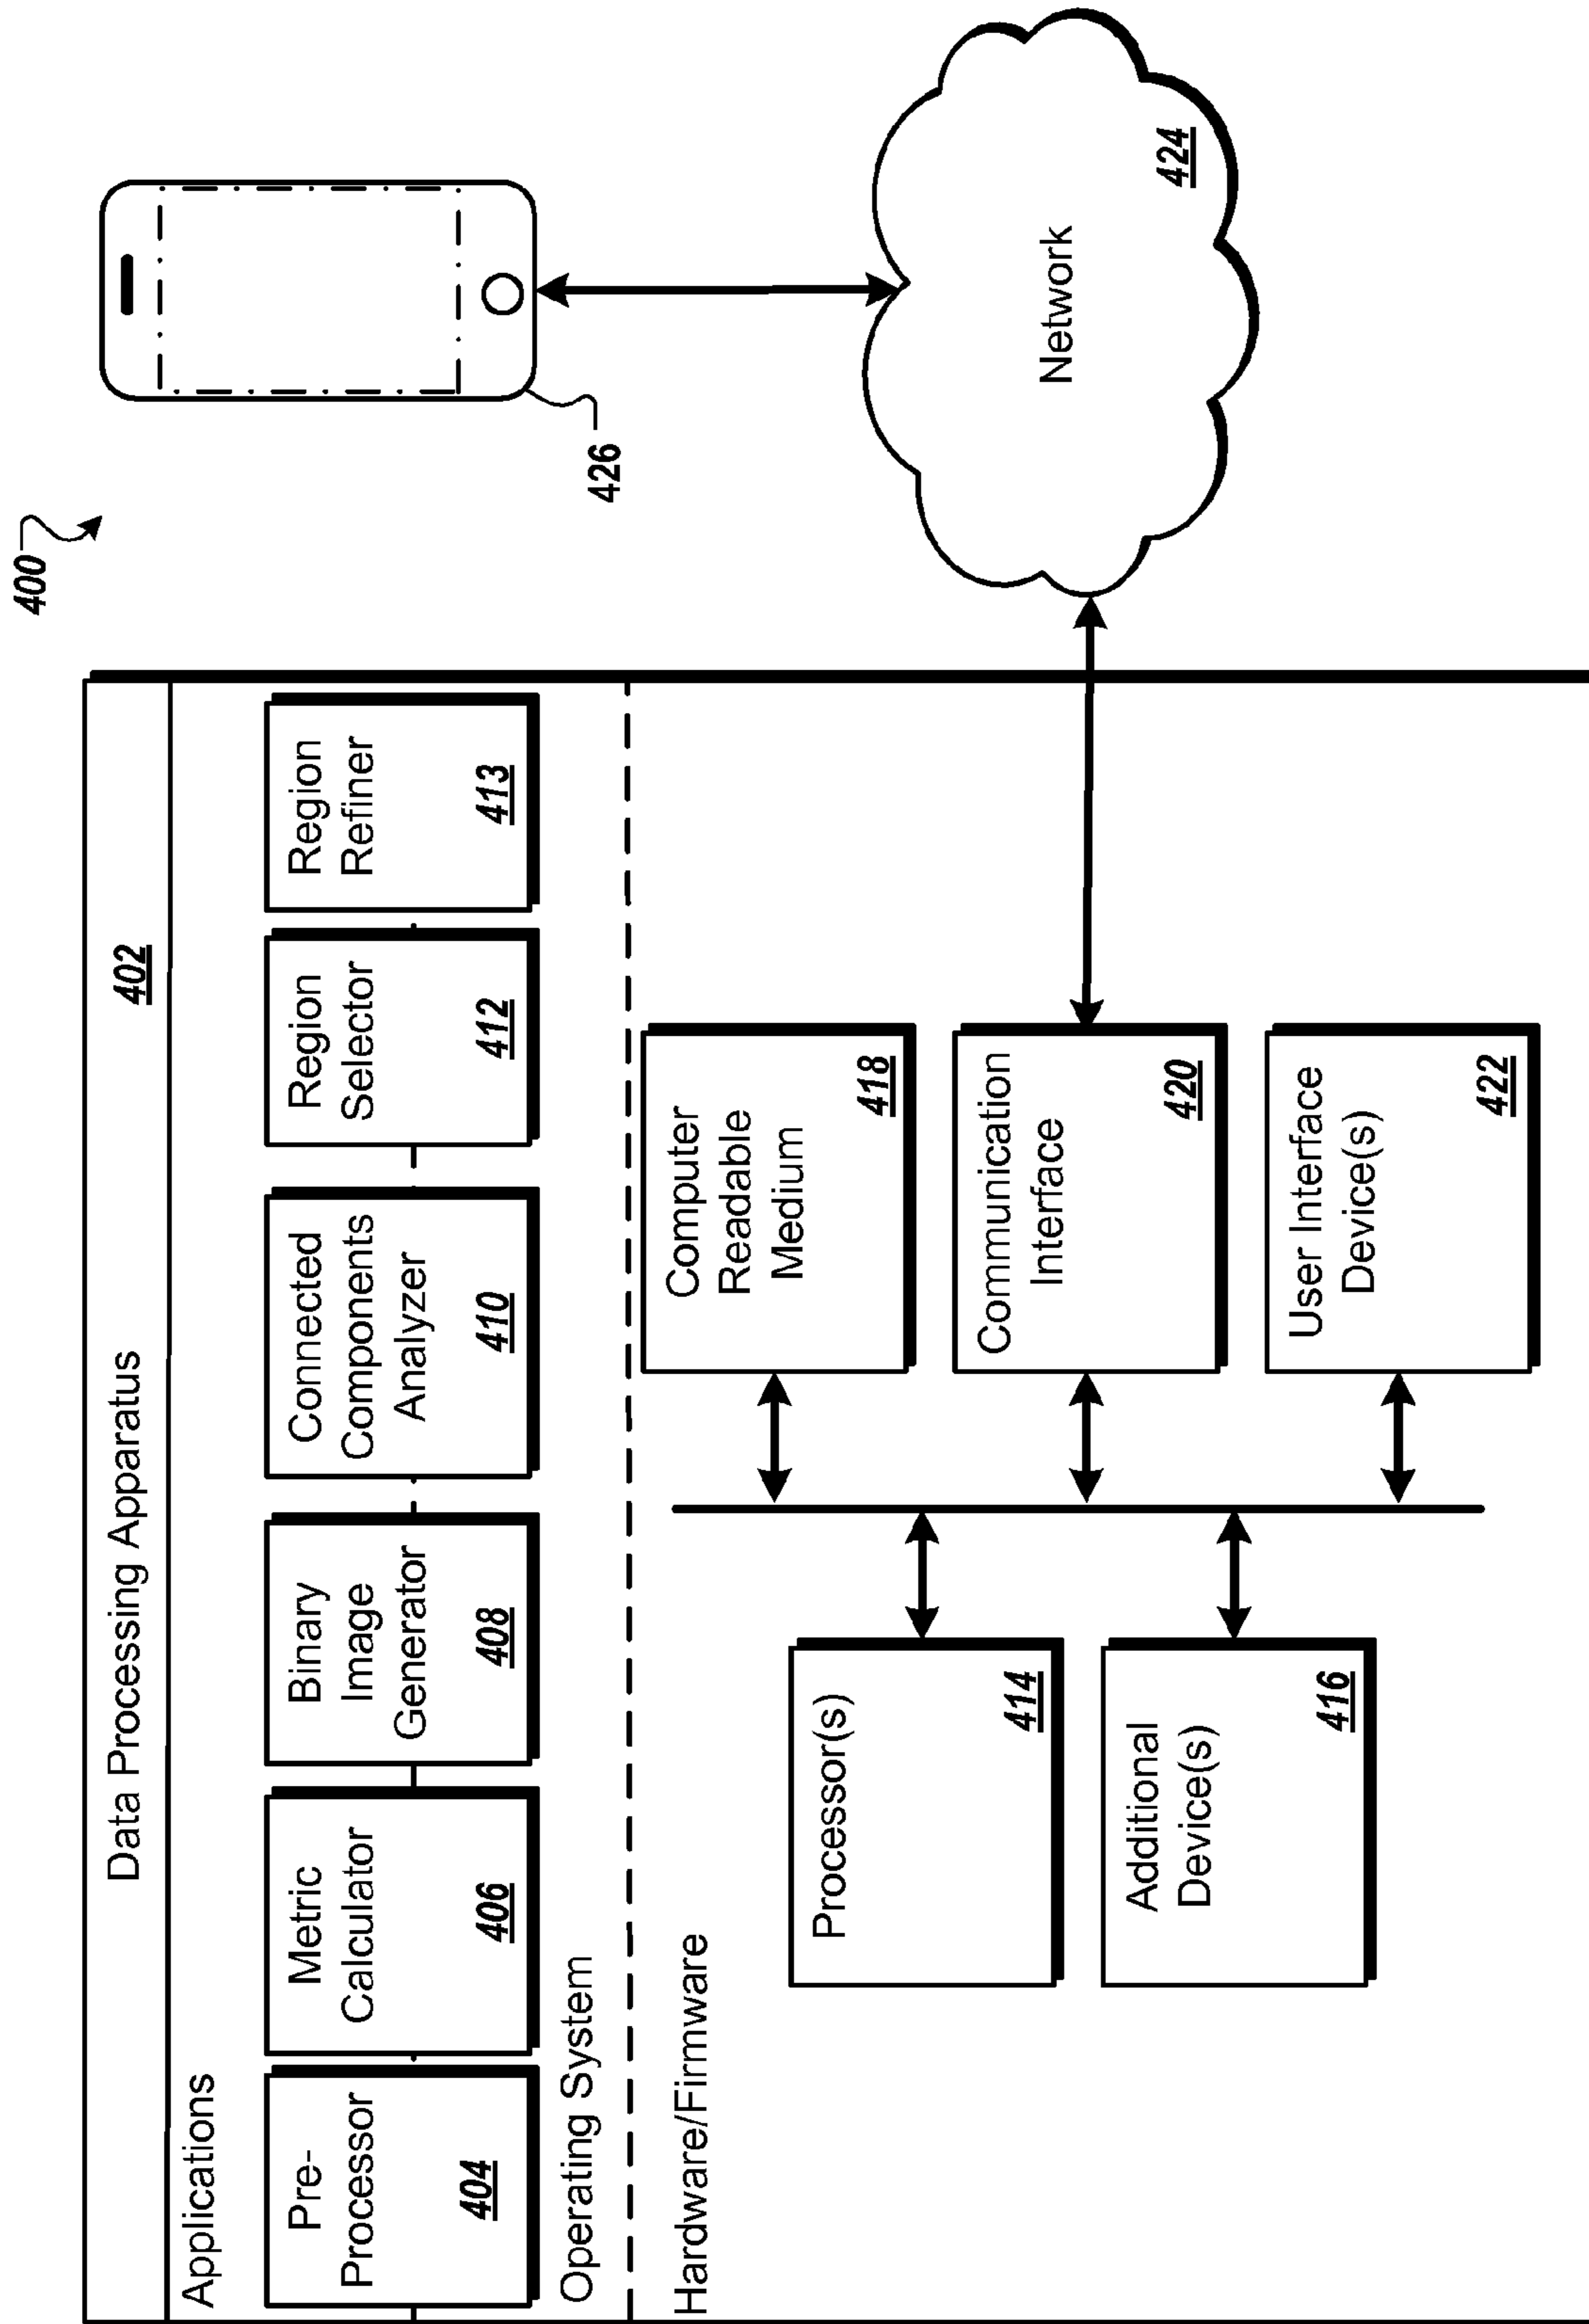 400
Data Processing Apparatus
402
Applications
Pre-
Processor
404
Metric
Calculator
406
Binary
Image
Generator
408
Connected
Components
Analyzer
410
Region
Selector
412
Region
Refiner
413
Operating System
Hardware/Firmware
Processor(s)
414
Additional
Device(s)
416
Computer
Readable
Medium
418
Communication
Interface
420
User Interface
Device(s)
422
426
Network
424